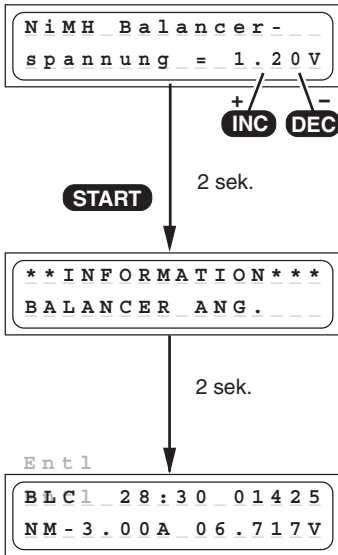 NiMH Balancer-
spannung = 1.20V
+ -
INC DEC
2 sek.
START
**INFORMATION***
BALANCER ANG.
2 sek.
Entl
BLC 28:30 01425
NM-3.00A 06.717V